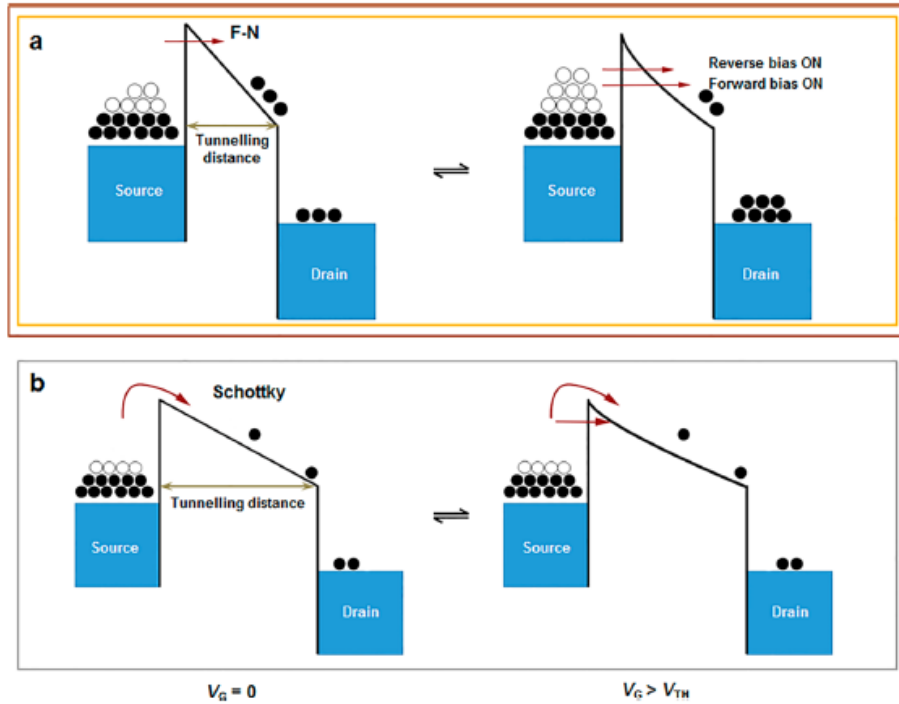 a
F-N
Tunnelling
distance
Source
Drain
⇌
Reverse bias ON
Forward bias ON
Source
Drain
b
Schottky
Tunnelling distance
Source
Drain
⇌
Source
Drain
V_G = 0
V_G > V_TH